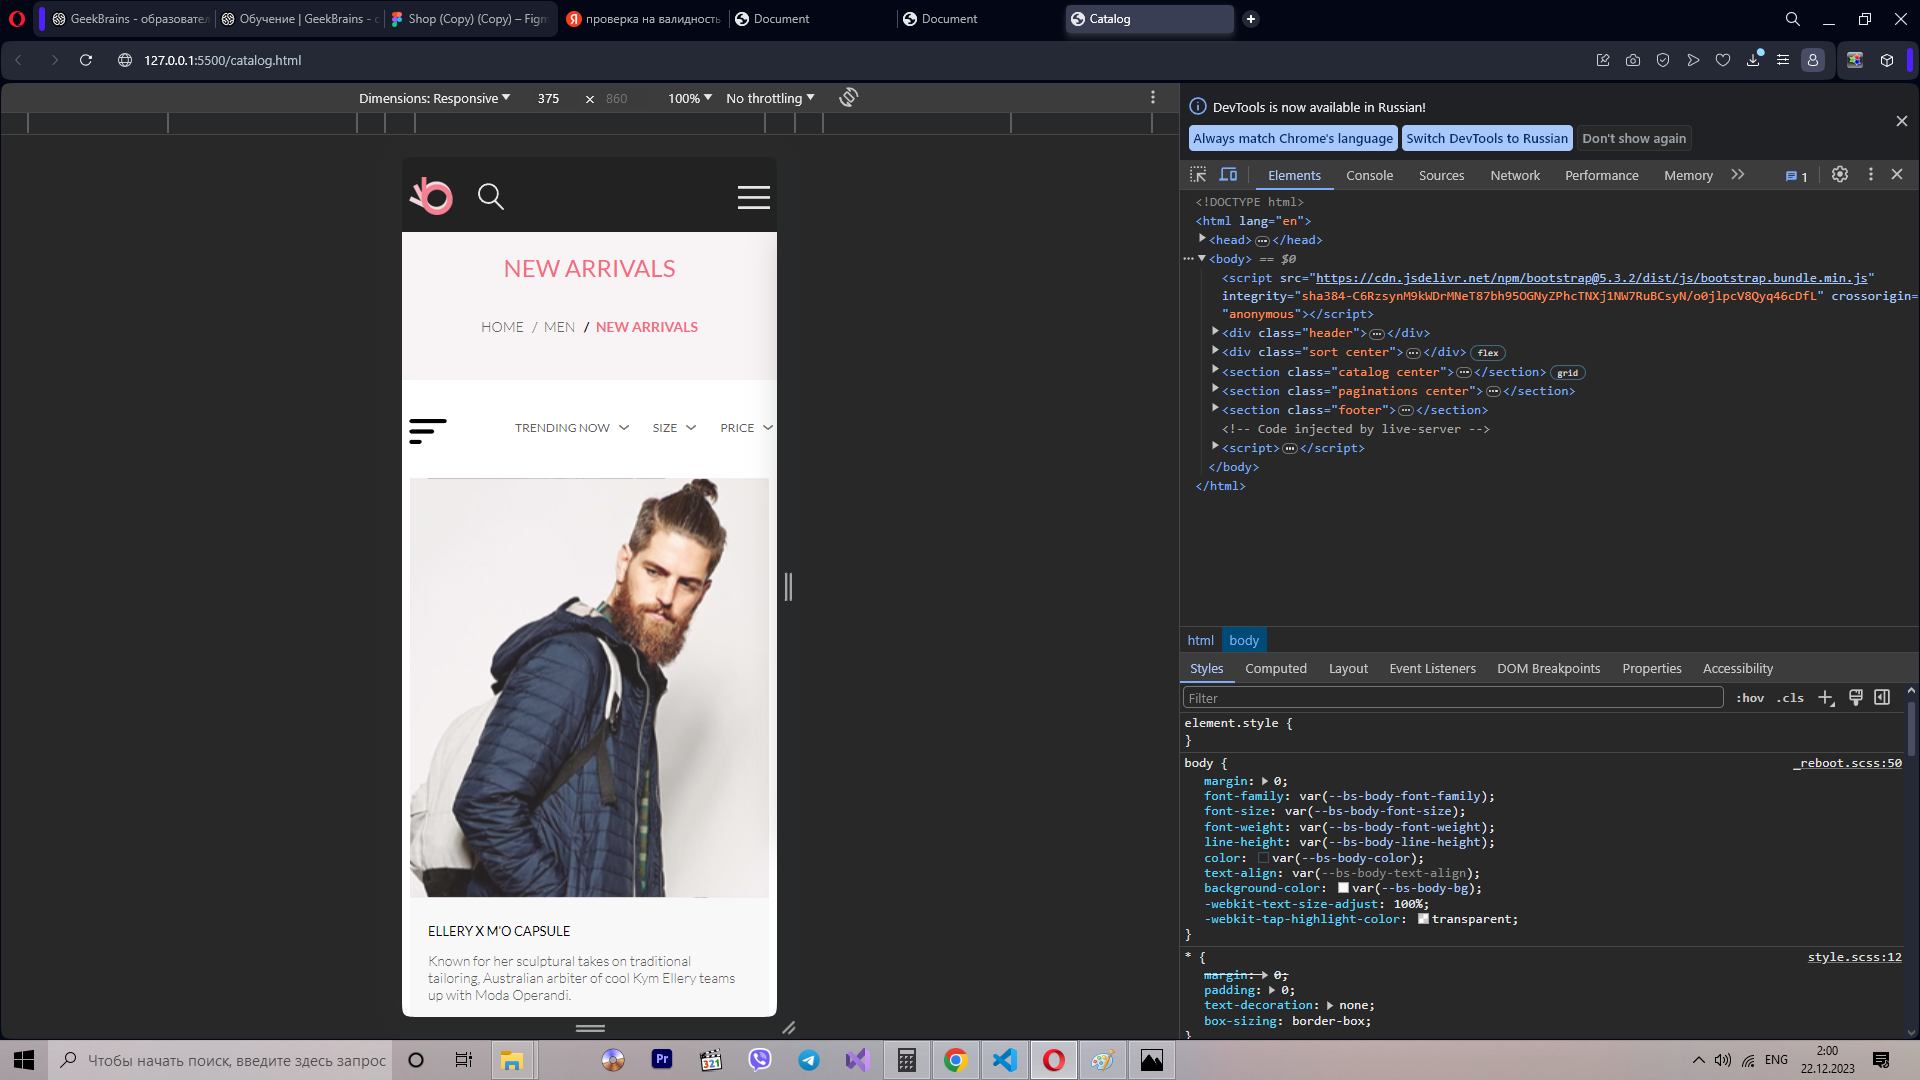 GeekBrains - образовател
Обучение | GeekBrains - с
Shop (Copy) (Copy) – Figm
проверка на валидность
Document
Document
Catalog
127.0.0.1:5500/catalog.html
Dimensions: Responsive
375
×
860
100%
No throttling
DevTools is now available in Russian!
Always match Chrome's language
Switch DevTools to Russian
Don't show again
Elements
Console
Sources
Network
Performance
Memory
1
<!DOCTYPE html>
<html lang="en">
<head> … </head>
… <body> == $0
<script src="https://cdn.jsdelivr.net/npm/bootstrap@5.3.2/dist/js/bootstrap.bundle.min.js"
integrity="sha384-C6RzsynM9kWDrMNeT87bh95OGNyZPhcTNXj1NW7RuBCsyN/o0jlpcV8Qyq46cDfL" crossorigin=
"anonymous"></script>
<div class="header"> … </div>
<div class="sort center"> … </div> flex
<section class="catalog center"> … </section> grid
<section class="paginations center"> … </section>
<section class="footer"> … </section>
<!-- Code injected by live-server -->
<script> … </script>
</body>
</html>
NEW ARRIVALS
HOME / MEN / NEW ARRIVALS
TRENDING NOW
SIZE
PRICE
ELLERY X M'O CAPSULE
Known for her sculptural takes on traditional
tailoring, Australian arbiter of cool Kym Ellery teams
up with Moda Operandi.
html
body
Styles
Computed
Layout
Event Listeners
DOM Breakpoints
Properties
Accessibility
Filter
:hov
.cls
element.style {
}
body {
_reboot.scss:50
margin: 0;
font-family: var(--bs-body-font-family);
font-size: var(--bs-body-font-size);
font-weight: var(--bs-body-font-weight);
line-height: var(--bs-body-line-height);
color: var(--bs-body-color);
text-align: var(--bs-body-text-align);
background-color: var(--bs-body-bg);
-webkit-text-size-adjust: 100%;
-webkit-tap-highlight-color: transparent;
}
* {
style.scss:12
margin: 0;
padding: 0;
text-decoration: none;
box-sizing: border-box;
}
Чтобы начать поиск, введите здесь запрос
Pr
321
ENG
2:00
22.12.2023